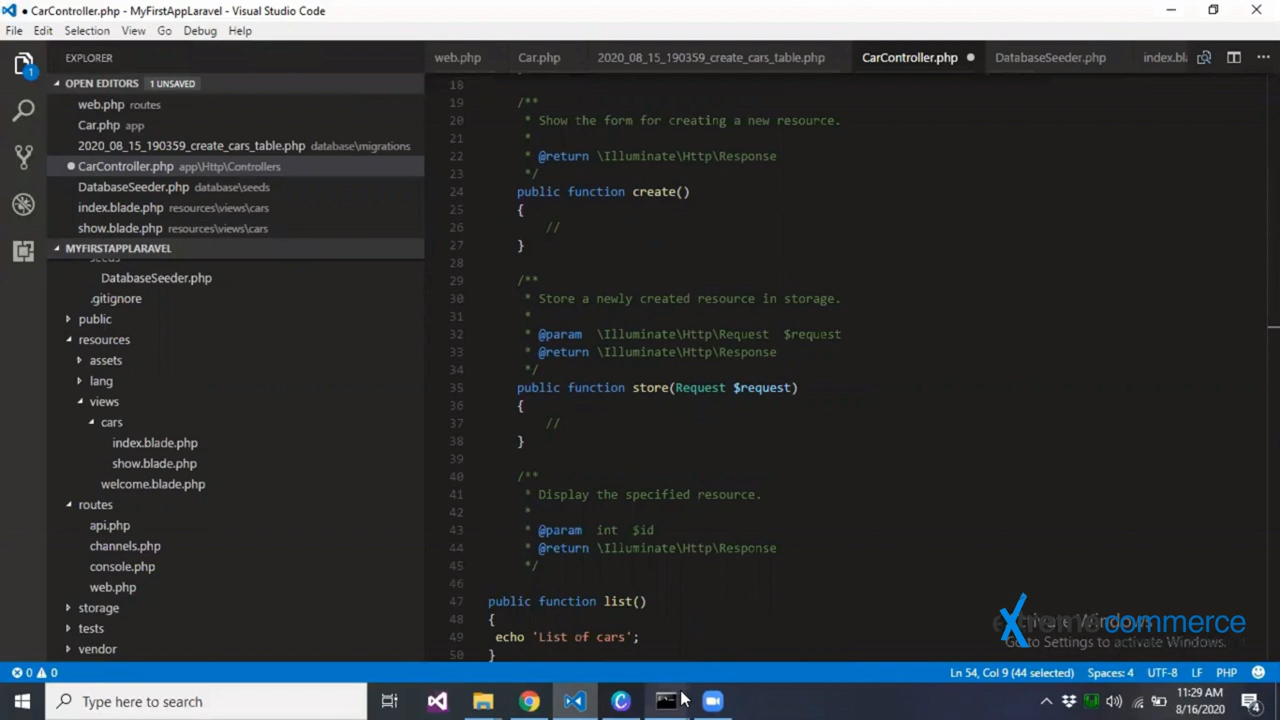 ● CarController.php - MyFirstAppLaravel - Visual Studio Code
File Edit Selection View Go Debug Help
EXPLORER
OPEN EDITORS 1 UNSAVED
web.php routes
Car.php app
2020_08_15_190359_create_cars_table.php database\migrations
CarController.php app\Http\Controllers
DatabaseSeeder.php database\seeds
index.blade.php resources\views\cars
show.blade.php resources\views\cars
MYFIRSTAPPLARAVEL
seeds
DatabaseSeeder.php
.gitignore
public
resources
assets
lang
views
cars
index.blade.php
show.blade.php
welcome.blade.php
routes
api.php
channels.php
console.php
web.php
storage
tests
vendor
web.php Car.php 2020_08_15_190359_create_cars_table.php CarController.php DatabaseSeeder.php index.bl
18
19 /**
20 * Show the form for creating a new resource.
21 *
22 * @return \Illuminate\Http\Response
23 */
24 public function create()
25 {
26 //
27 }
28
29 /**
30 * Store a newly created resource in storage.
31 *
32 * @param \Illuminate\Http\Request $request
33 * @return \Illuminate\Http\Response
34 */
35 public function store(Request $request)
36 {
37 //
38 }
39
40 /**
41 * Display the specified resource.
42 *
43 * @param int $id
44 * @return \Illuminate\Http\Response
45 */
46
47 public function list()
48 {
49 echo 'List of cars';
50 }
Windows
extreme commerce
Go to Settings to activate Windows.
0 0 Ln 54, Col 9 (44 selected) Spaces: 4 UTF-8 LF PHP
Type here to search
11:29 AM
8/16/2020
4